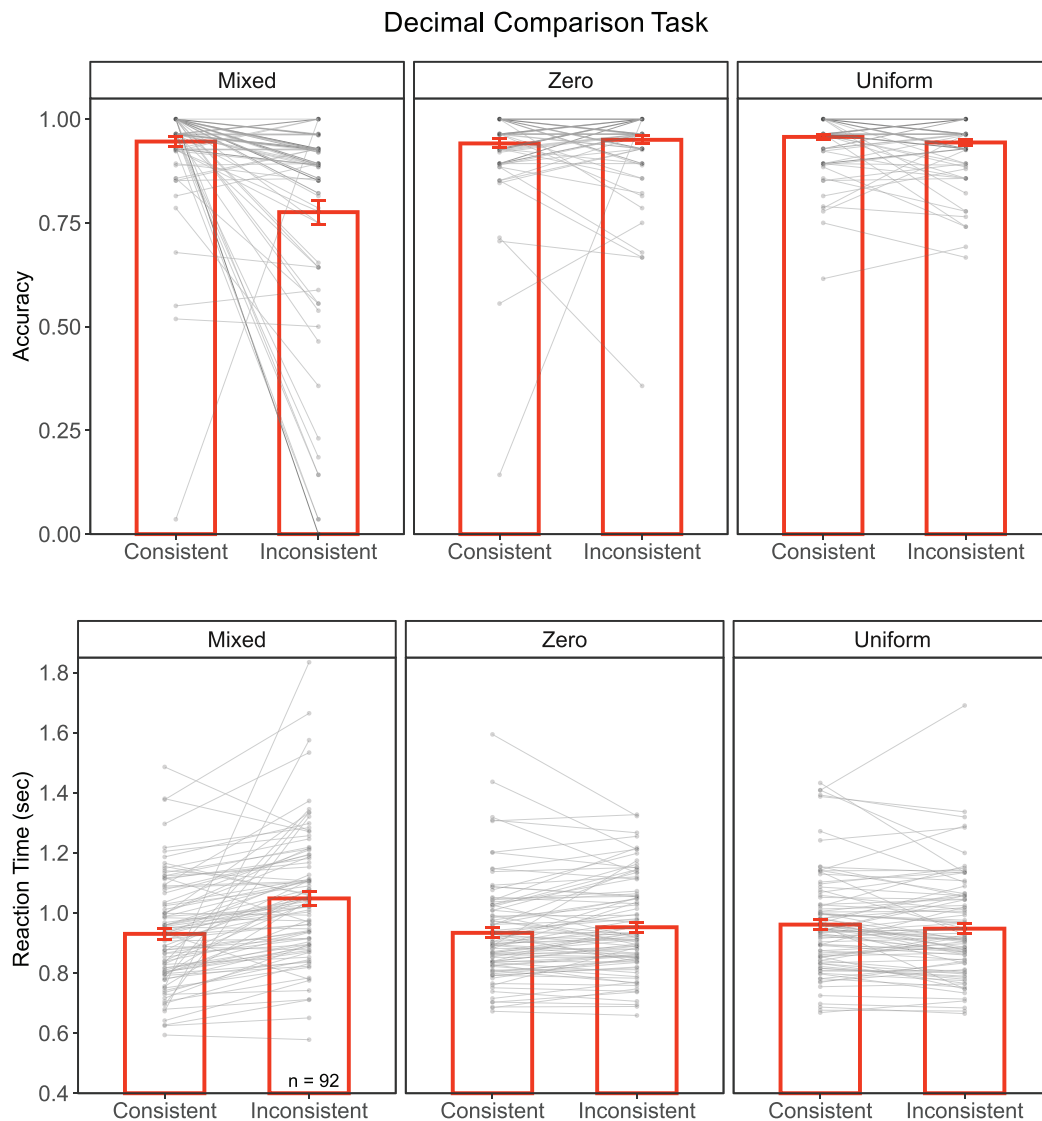 Decimal Comparison Task
Mixed
Zero
Uniform
Accuracy
1.00
0.75
0.50
0.25
0.00
Consistent Inconsistent
Consistent Inconsistent
Consistent Inconsistent
Mixed
Zero
Uniform
Reaction Time (sec)
1.8
1.6
1.4
1.2
1.0
0.8
0.6
0.4
n = 92
Consistent Inconsistent
Consistent Inconsistent
Consistent Inconsistent